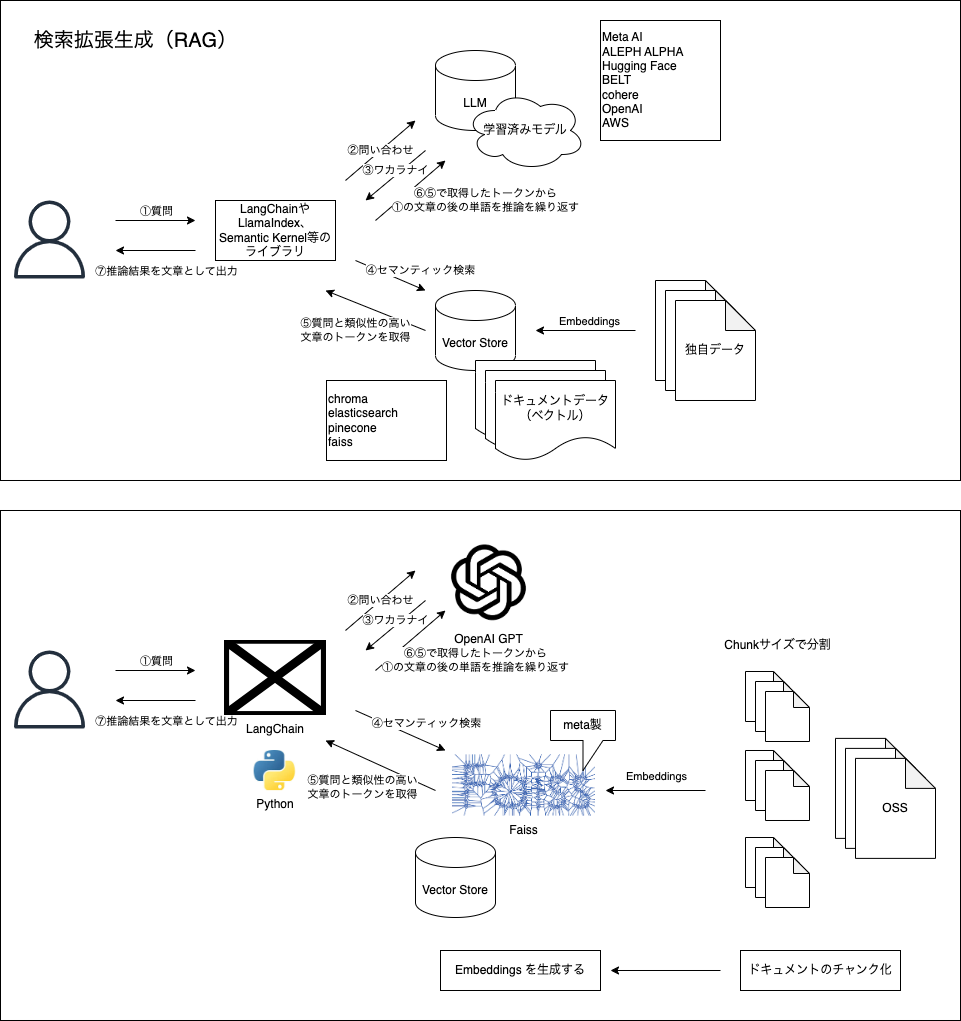 検索拡張生成（RAG）
Meta AI
ALEPH ALPHA
Hugging Face
BELT
cohere
OpenAI
AWS
LLM
学習済みモデル
②問い合わせ
③ワカラナイ
⑥⑤で取得したトークンから
①の文章の後の単語を推論を繰り返す
①質問
LangChainや
LlamaIndex、
Semantic Kernel等の
ライブラリ
⑦推論結果を文章として出力
④セマンティック検索
⑤質問と類似性の高い
文章のトークンを取得
Vector Store
Embeddings
独自データ
ドキュメントデータ
（ベクトル）
chroma
elasticsearch
pinecone
faiss
②問い合わせ
③ワカラナイ
OpenAI GPT
⑥⑤で取得したトークンから
①の文章の後の単語を推論を繰り返す
Chunkサイズで分割
①質問
⑦推論結果を文章として出力
LangChain
④セマンティック検索
meta製
Python
⑤質問と類似性の高い
文章のトークンを取得
Faiss
Embeddings
Faiss
OSS
Vector Store
Embeddings を生成する
ドキュメントのチャンク化